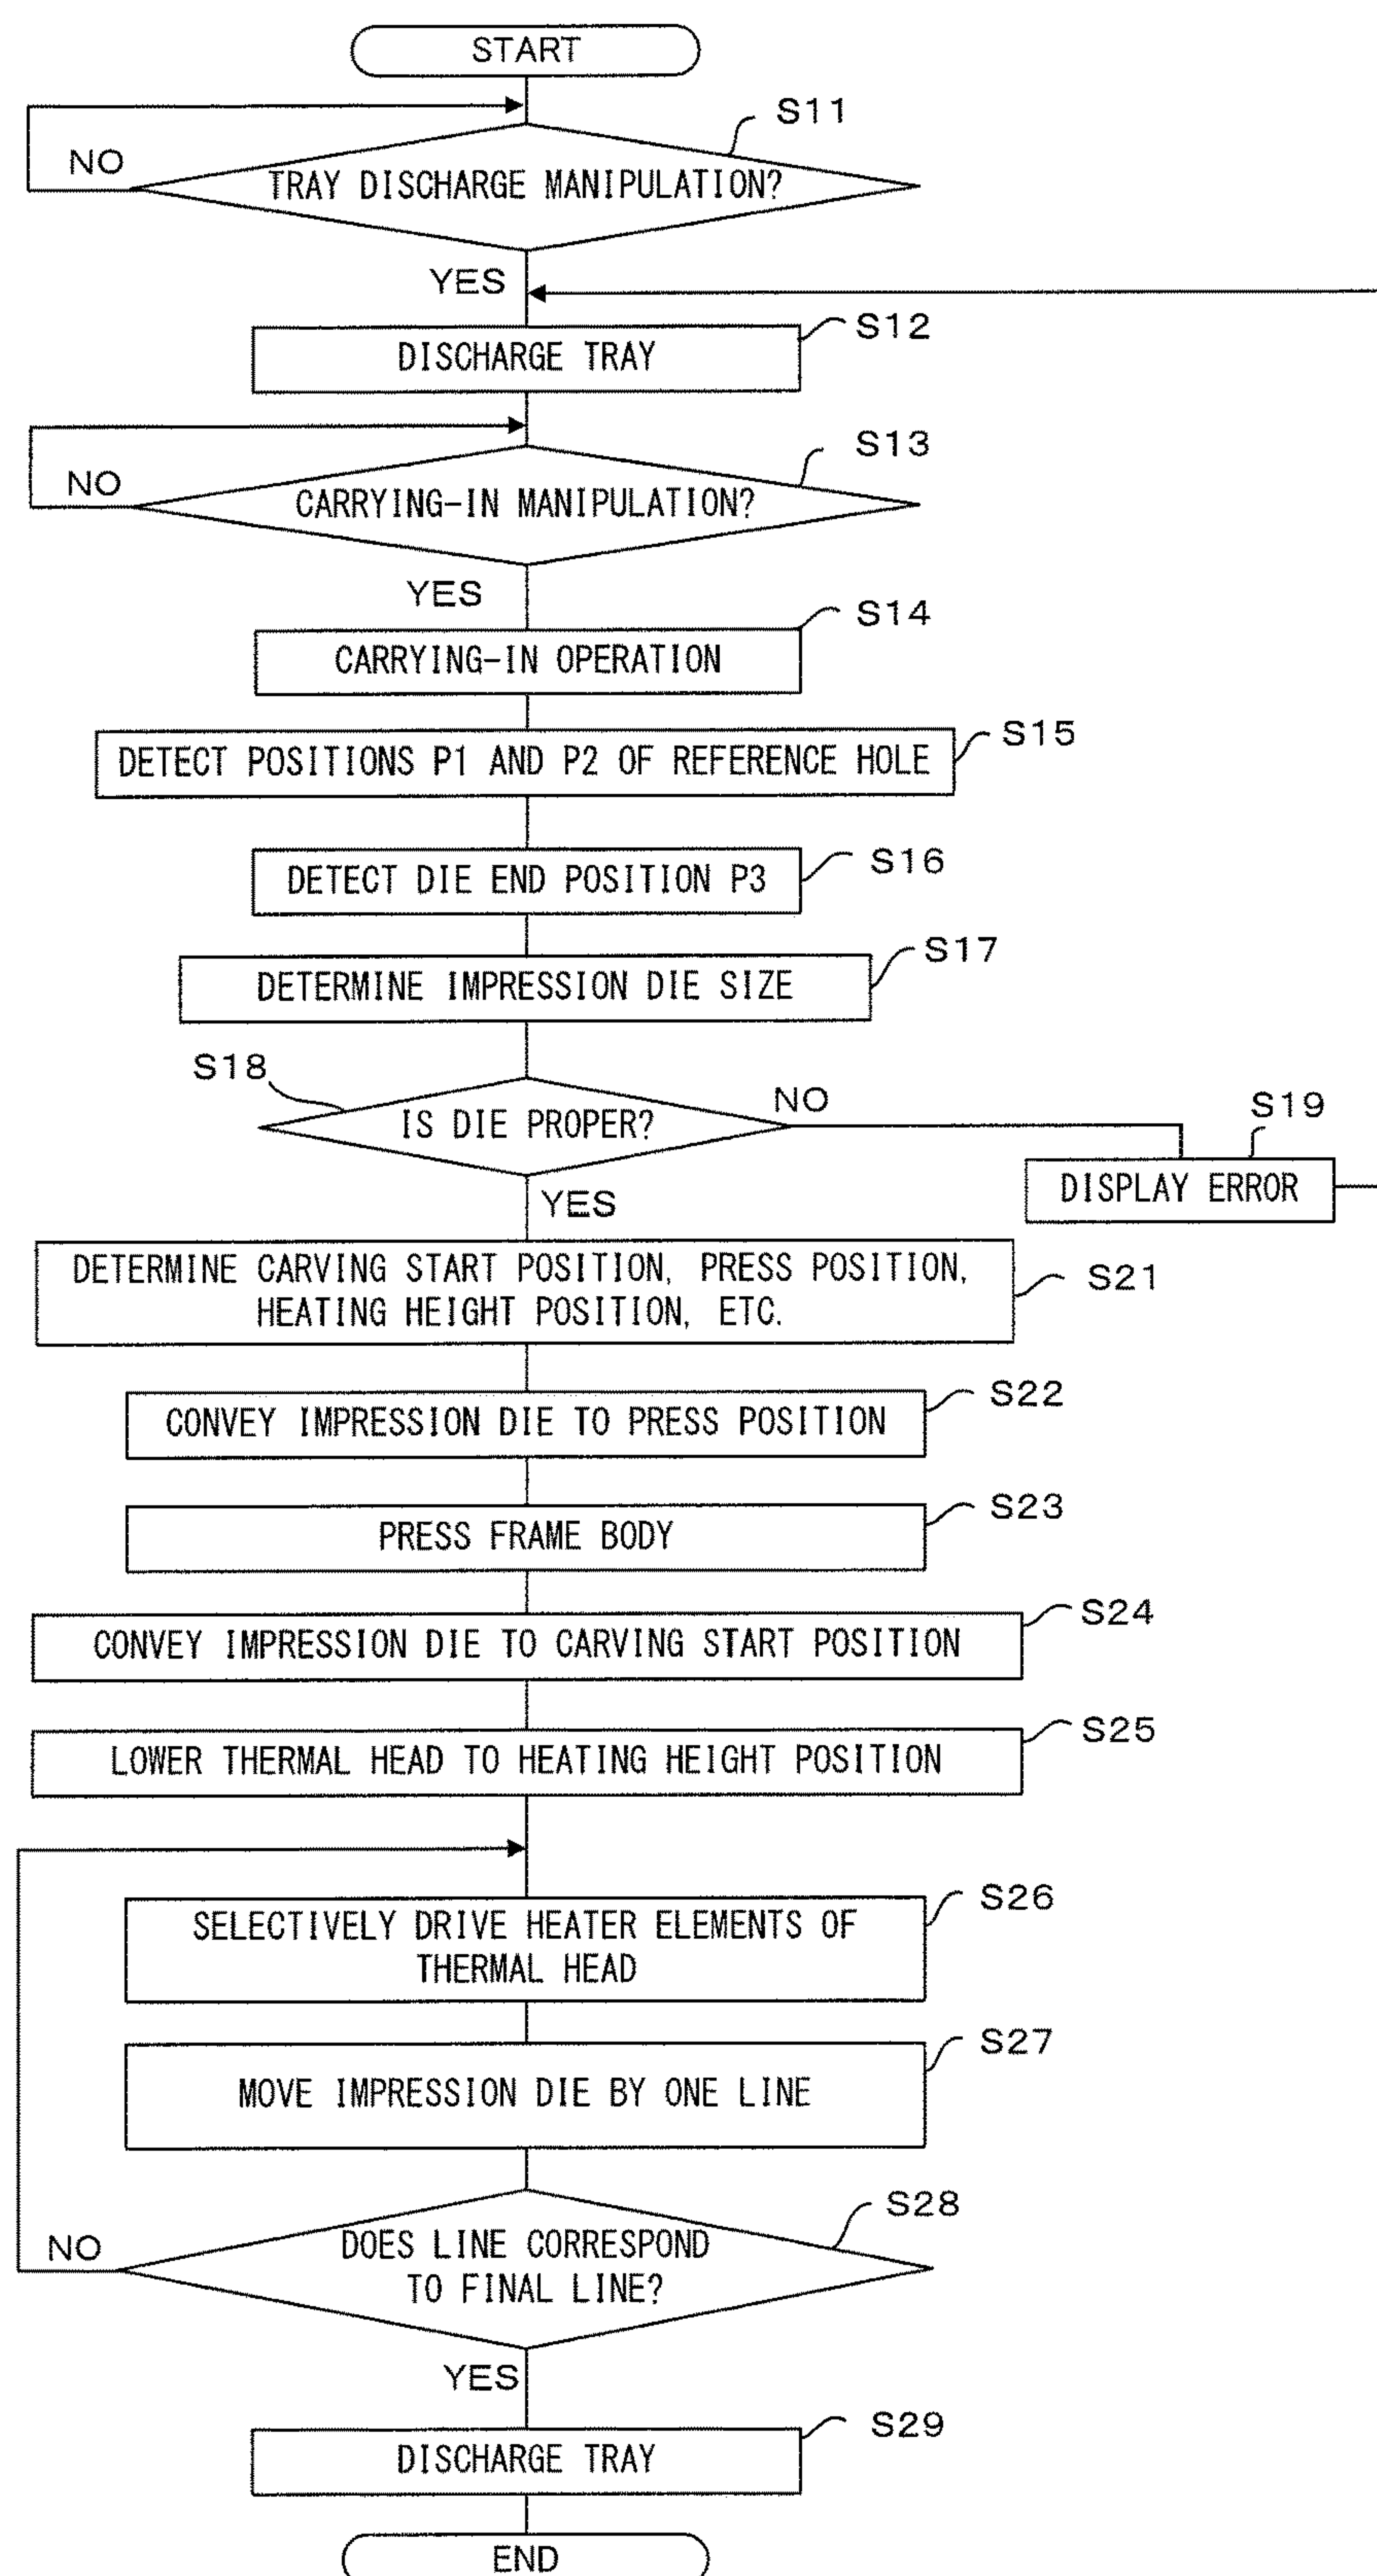 START
S11
NO
TRAY DISCHARGE MANIPULATION?
YES
S12
DISCHARGE TRAY
S13
NO
CARRYING-IN MANIPULATION?
YES
S14
CARRYING-IN OPERATION
S15
DETECT POSITIONS P1 AND P2 OF REFERENCE HOLE
S16
DETECT DIE END POSITION P3
S17
DETERMINE IMPRESSION DIE SIZE
S18
IS DIE PROPER?
NO
S19
DISPLAY ERROR
YES
DETERMINE CARVING START POSITION, PRESS POSITION,
HEATING HEIGHT POSITION, ETC.
S21
S22
CONVEY IMPRESSION DIE TO PRESS POSITION
S23
PRESS FRAME BODY
S24
CONVEY IMPRESSION DIE TO CARVING START POSITION
S25
LOWER THERMAL HEAD TO HEATING HEIGHT POSITION
S26
SELECTIVELY DRIVE HEATER ELEMENTS OF
THERMAL HEAD
S27
MOVE IMPRESSION DIE BY ONE LINE
S28
NO
DOES LINE CORRESPOND
TO FINAL LINE?
YES
S29
DISCHARGE TRAY
END